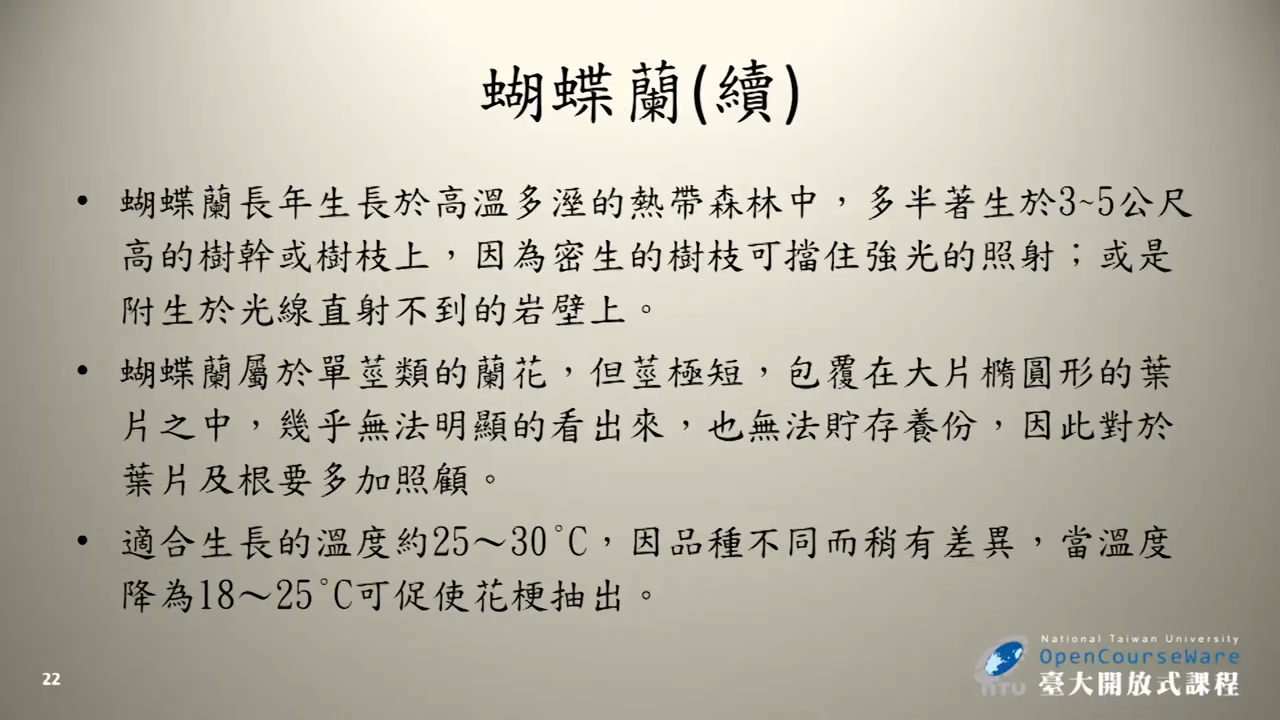 蝴蝶蘭(續)
• 蝴蝶蘭長年生長於高溫多溼的熱帶森林中，多半著生於3~5公尺
高的樹幹或樹枝上，因為密生的樹枝可擋住強光的照射；或是
附生於光線直射不到的岩壁上。
• 蝴蝶蘭屬於單莖類的蘭花，但莖極短，包覆在大片橢圓形的葉
片之中，幾乎無法明顯的看出來，也無法貯存養份，因此對於
葉片及根要多加照顧。
• 適合生長的溫度約25～30°C，因品種不同而稍有差異，當溫度
降為18～25°C可促使花梗抽出。
22
National Taiwan University
OpenCourseWare
NTU 臺大開放式課程